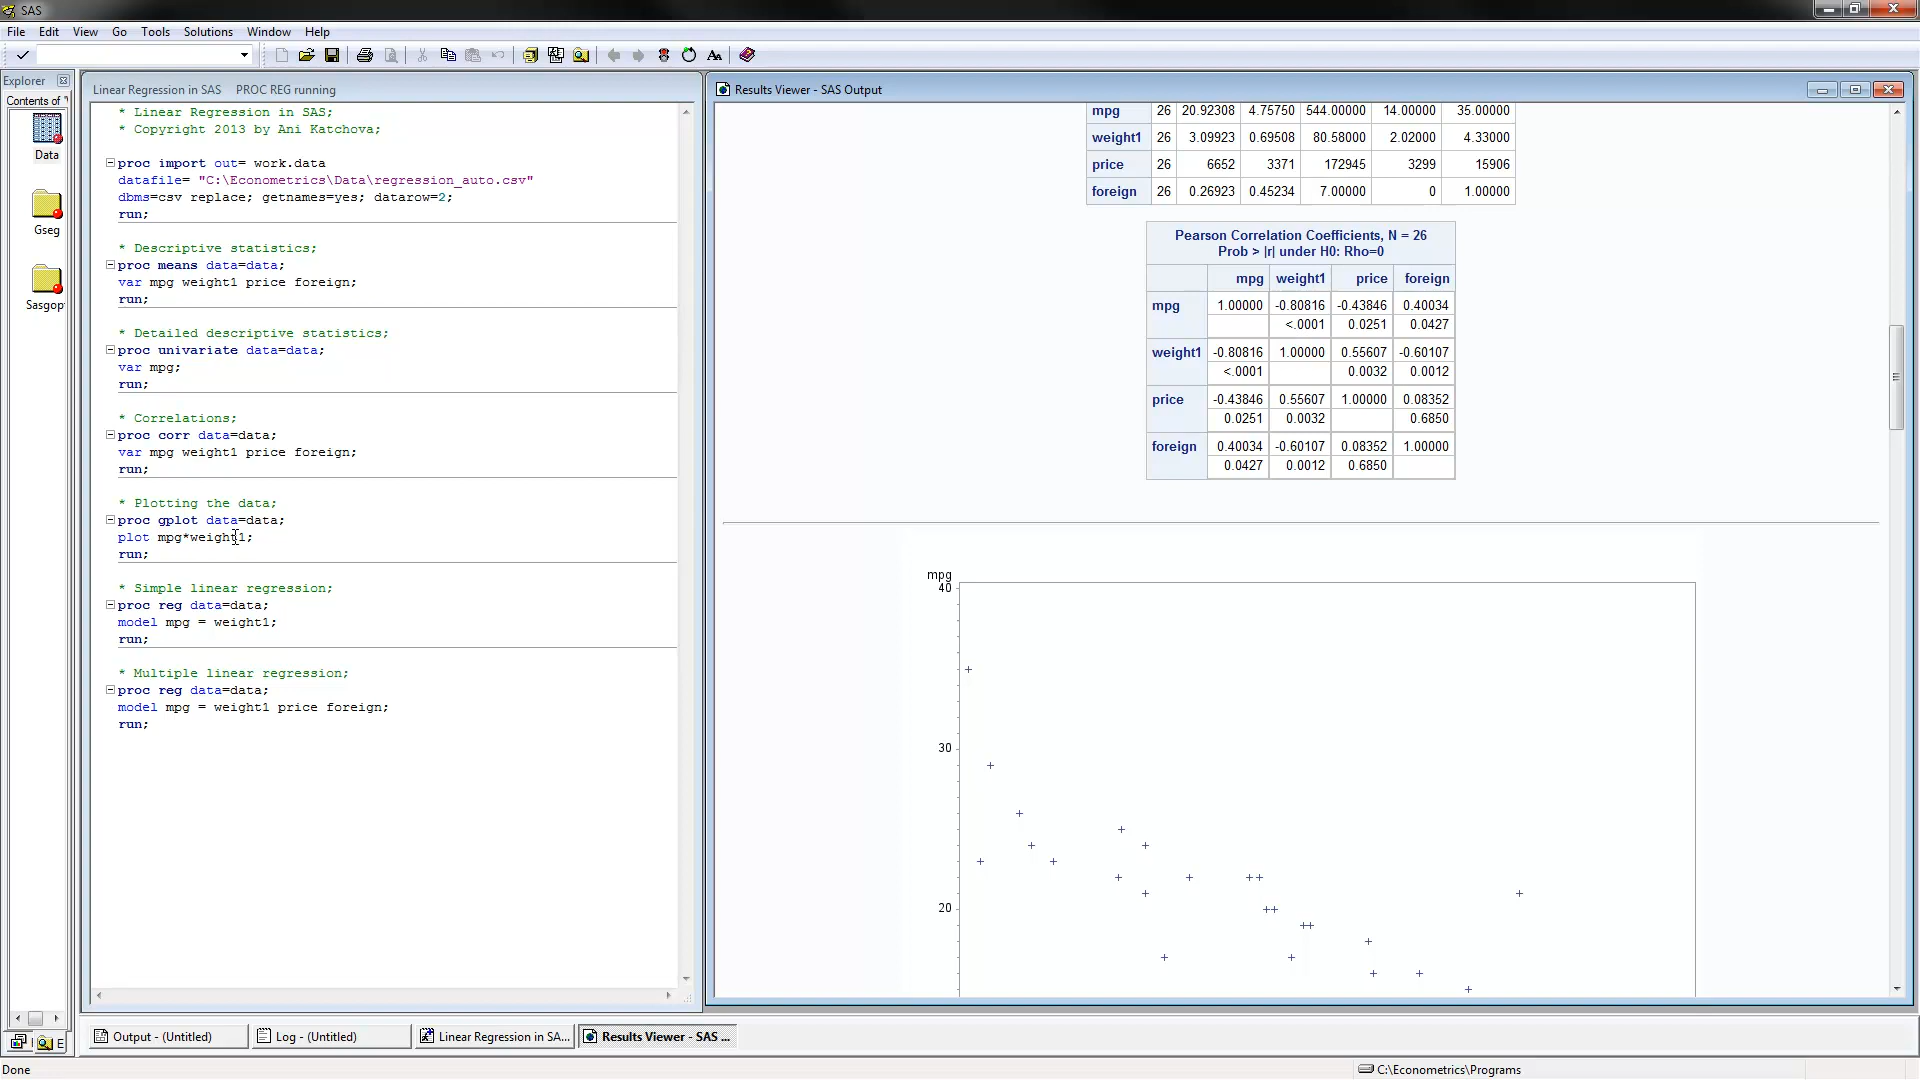 SAS
File Edit View Go Tools Solutions Window Help
Explorer
Contents of '
Data
Gseg
Sasgopt
E
Linear Regression in SAS PROC REG running
* Linear Regression in SAS;
* Copyright 2013 by Ani Katchova;
proc import out= work.data
datafile= "C:\Econometrics\Data\regression_auto.csv"
dbms=csv replace; getnames=yes; datarow=2;
run;
* Descriptive statistics;
proc means data=data;
var mpg weight1 price foreign;
run;
* Detailed descriptive statistics;
proc univariate data=data;
var mpg;
run;
* Correlations;
proc corr data=data;
var mpg weight1 price foreign;
run;
* Plotting the data;
proc gplot data=data;
plot mpg*weight1;
run;
* Simple linear regression;
proc reg data=data;
model mpg = weight1;
run;
* Multiple linear regression;
proc reg data=data;
model mpg = weight1 price foreign;
run;
Results Viewer - SAS Output
mpg 26 20.92308 4.75750 544.00000 14.00000 35.00000
weight1 26 3.09923 0.69508 80.58000 2.02000 4.33000
price 26 6652 3371 172945 3299 15906
foreign 26 0.26923 0.45234 7.00000 0 1.00000
Pearson Correlation Coefficients, N = 26
Prob > |r| under H0: Rho=0
mpg weight1 price foreign
mpg 1.00000 -0.80816 -0.43846 0.40034
<.0001 0.0251 0.0427
weight1 -0.80816 1.00000 0.55607 -0.60107
<.0001 0.0032 0.0012
price -0.43846 0.55607 1.00000 0.08352
0.0251 0.0032 0.6850
foreign 0.40034 -0.60107 0.08352 1.00000
0.0427 0.0012 0.6850
mpg
40
30
20
Output - (Untitled) Log - (Untitled) Linear Regression in SA... Results Viewer - SAS ...
Done C:\Econometrics\Programs